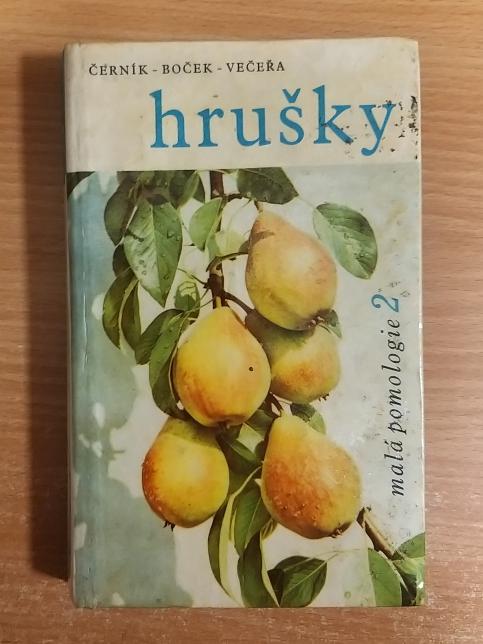 ČERNÍK - BOČEK - VEČEŘA
hrušky
malá pomologie 2